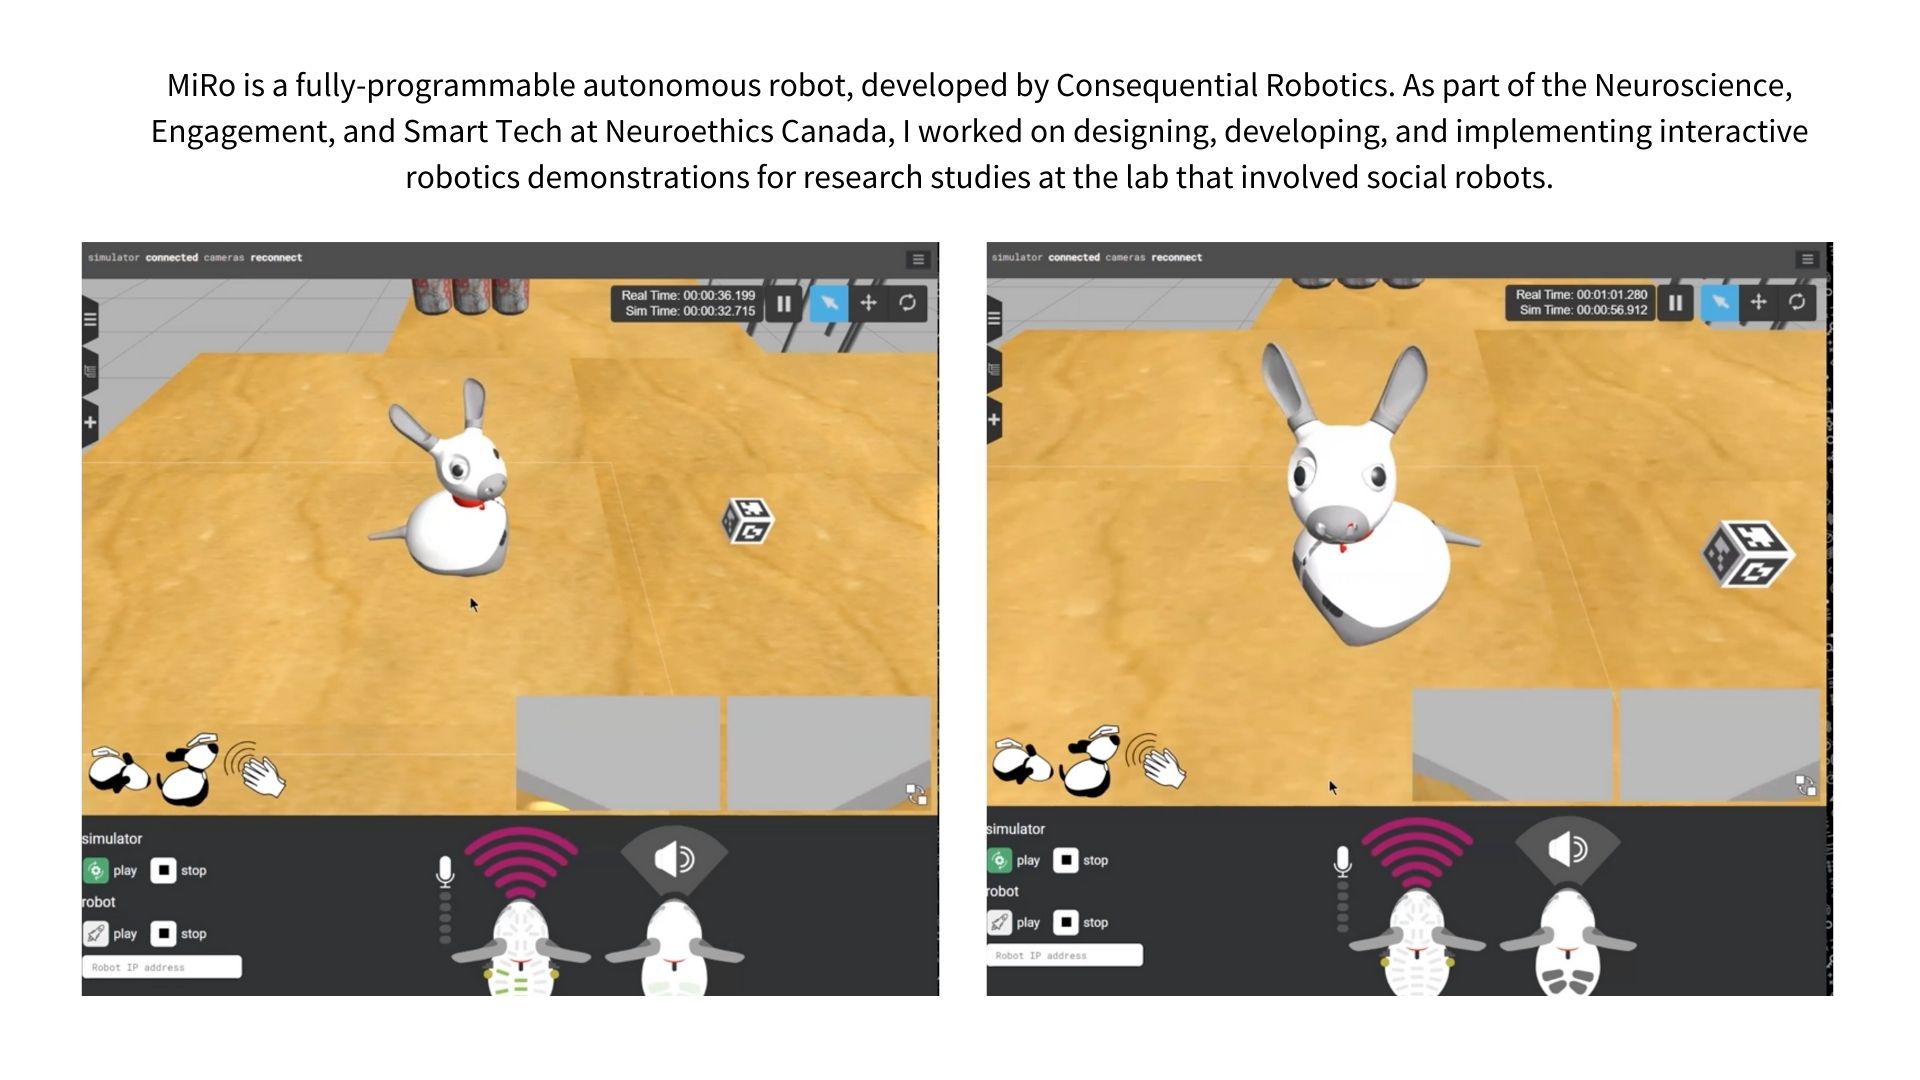 MiRo is a fully-programmable autonomous robot, developed by Consequential Robotics. As part of the Neuroscience,
Engagement, and Smart Tech at Neuroethics Canada, I worked on designing, developing, and implementing interactive
robotics demonstrations for research studies at the lab that involved social robots.
simulator connected cameras reconnect
Real Time: 00:00:36.199
Sim Time: 00:00:32.715
simulator
play stop
robot
play stop
Robot IP address
simulator connected cameras reconnect
Real Time: 00:01:01.280
Sim Time: 00:00:56.912
simulator
play stop
robot
play stop
Robot IP address